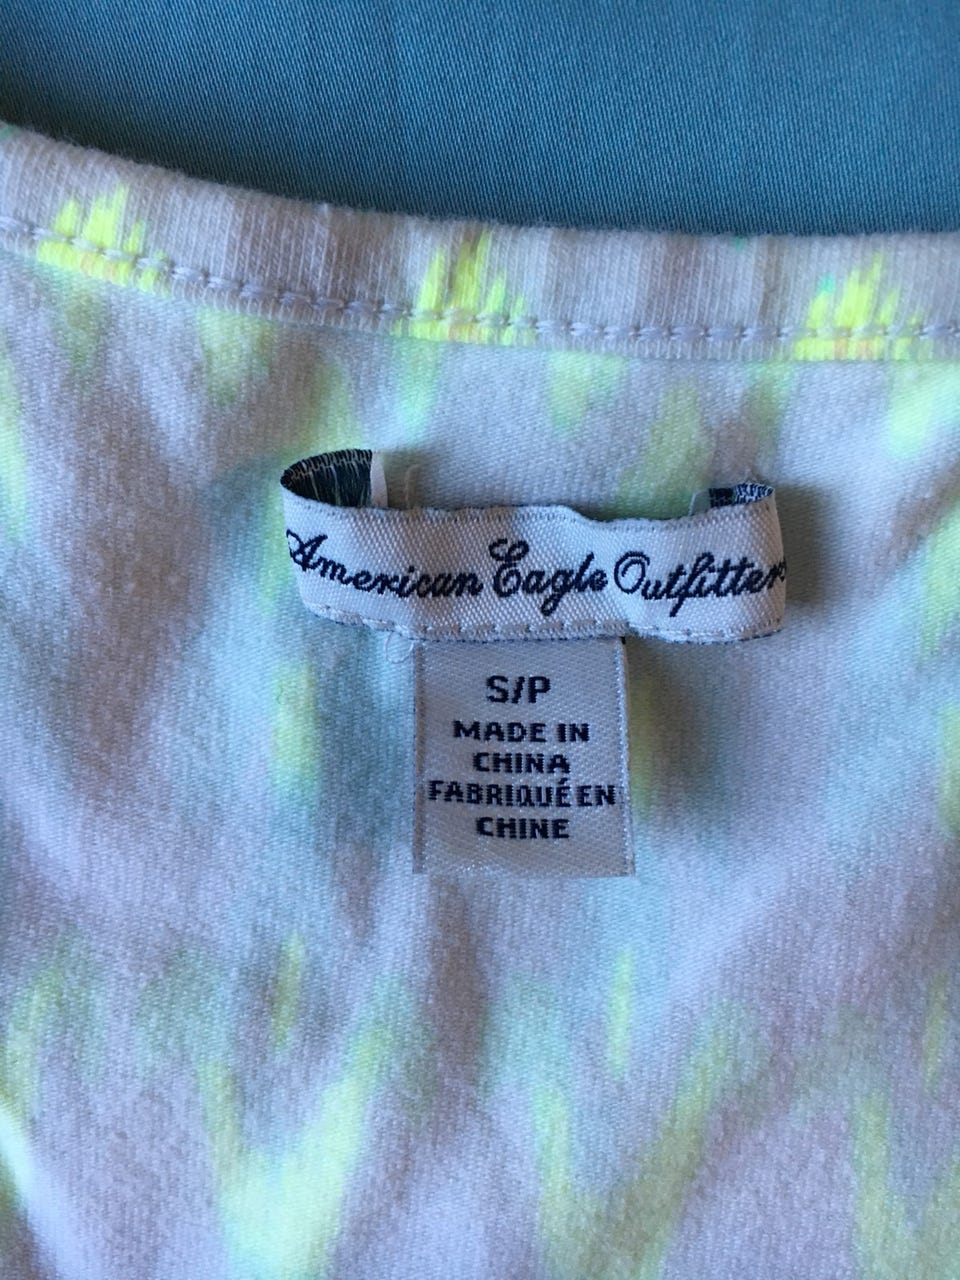 American Eagle Outfitters
S/P
MADE IN
CHINA
FABRIQUÉ EN
CHINE